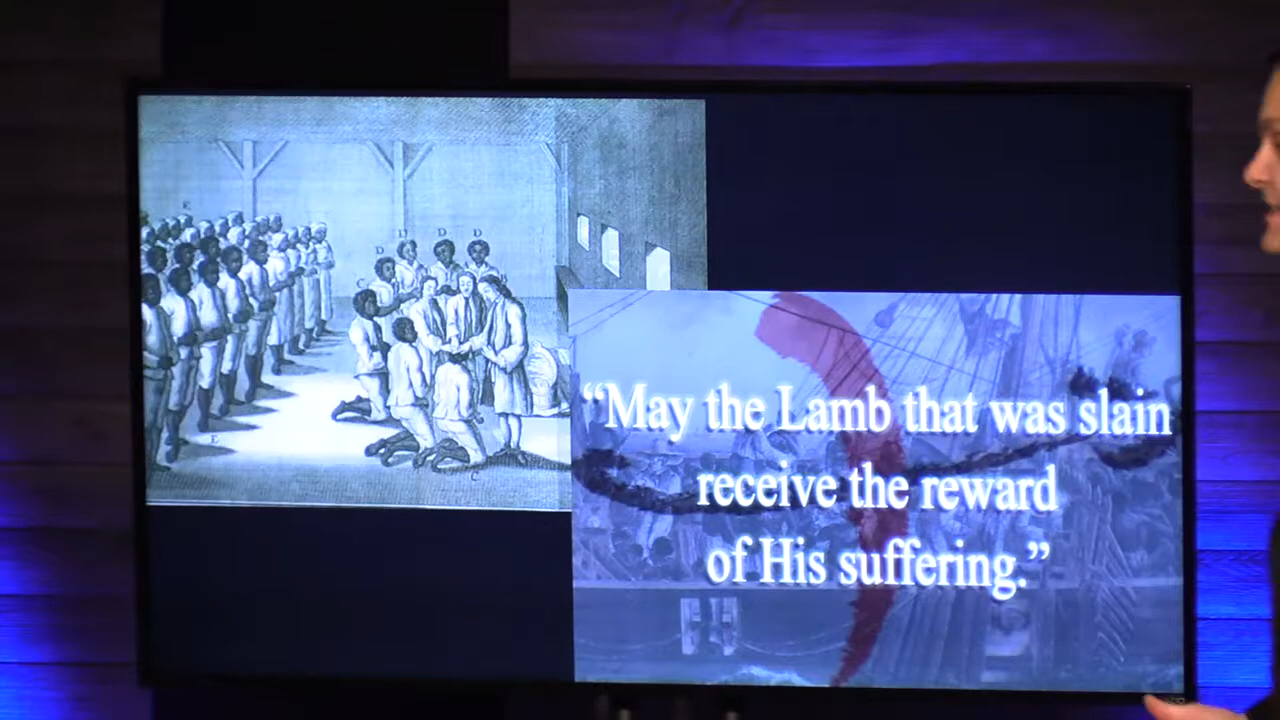 E
D D D D
C
E
C
“May the Lamb that was slain
receive the reward
of His suffering.”